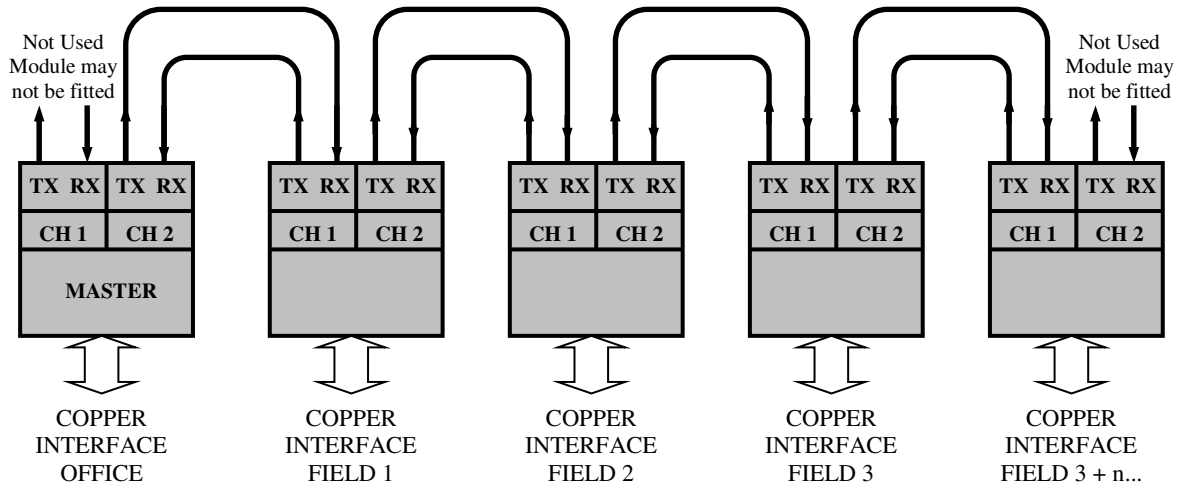 Not Used
Module may
not be fitted
Not Used
Module may
not be fitted
TX RX TX RX TX RX TX RX TX RX TX RX TX RX TX RX TX RX TX RX
CH 1 CH 2 CH 1 CH 2 CH 1 CH 2 CH 1 CH 2 CH 1 CH 2
MASTER
COPPER
INTERFACE
OFFICE
COPPER
INTERFACE
FIELD 1
COPPER
INTERFACE
FIELD 2
COPPER
INTERFACE
FIELD 3
COPPER
INTERFACE
FIELD 3 + n...